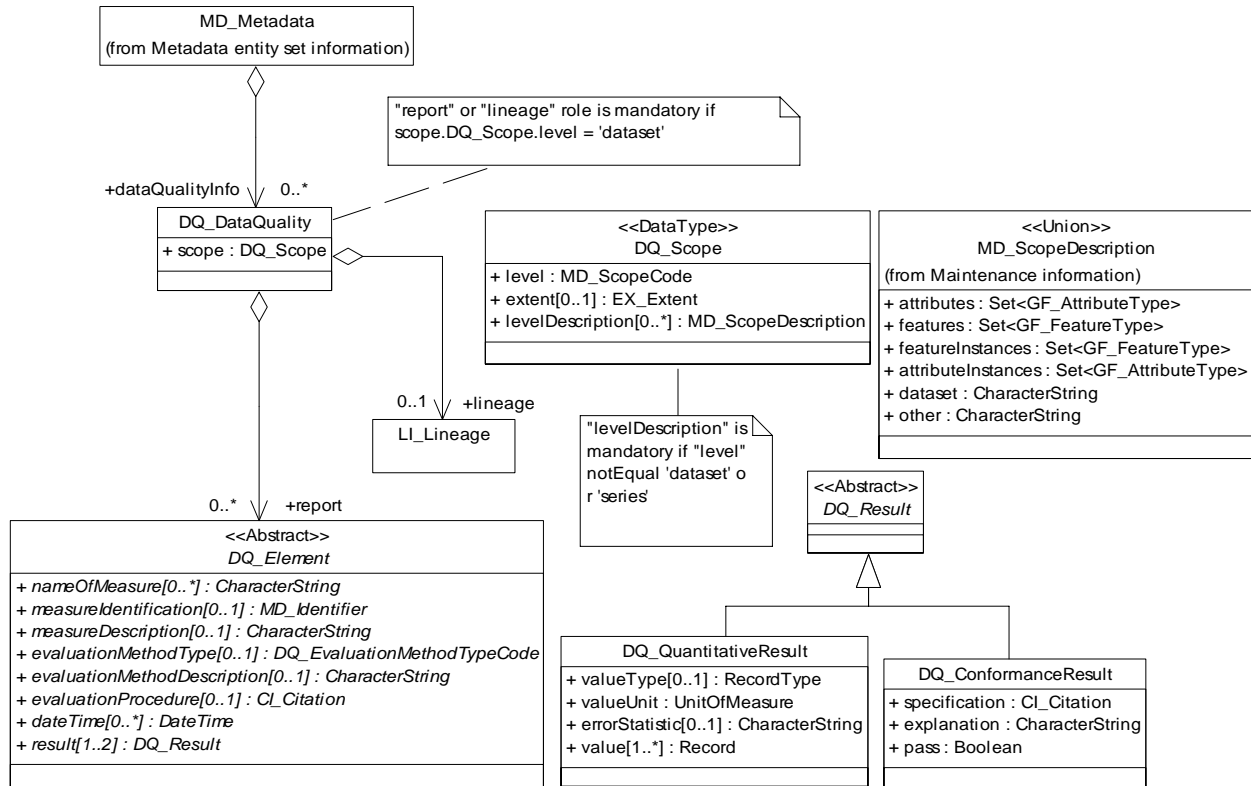 MD_Metadata
(from Metadata entity set information)
"report" or "lineage" role is mandatory if
scope.DQ_Scope.level = 'dataset'
+dataQualityInfo
0..*
DQ_DataQuality
+ scope : DQ_Scope
<<DataType>>
DQ_Scope
+ level : MD_ScopeCode
+ extent[0..1] : EX_Extent
+ levelDescription[0..*] : MD_ScopeDescription
<<Union>>
MD_ScopeDescription
(from Maintenance information)
+ attributes : Set<GF_AttributeType>
+ features : Set<GF_FeatureType>
+ featureInstances : Set<GF_FeatureType>
+ attributeInstances : Set<GF_AttributeType>
+ dataset : CharacterString
+ other : CharacterString
0..1
+lineage
LI_Lineage
"levelDescription" is
mandatory if "level"
notEqual 'dataset' o
r 'series'
<<Abstract>>
DQ_Result
0..*
+report
<<Abstract>>
DQ_Element
+ nameOfMeasure[0..*] : CharacterString
+ measureIdentification[0..1] : MD_Identifier
+ measureDescription[0..1] : CharacterString
+ evaluationMethodType[0..1] : DQ_EvaluationMethodTypeCode
+ evaluationMethodDescription[0..1] : CharacterString
+ evaluationProcedure[0..1] : CI_Citation
+ dateTime[0..*] : DateTime
+ result[1..2] : DQ_Result
DQ_QuantitativeResult
+ valueType[0..1] : RecordType
+ valueUnit : UnitOfMeasure
+ errorStatistic[0..1] : CharacterString
+ value[1..*] : Record
DQ_ConformanceResult
+ specification : CI_Citation
+ explanation : CharacterString
+ pass : Boolean